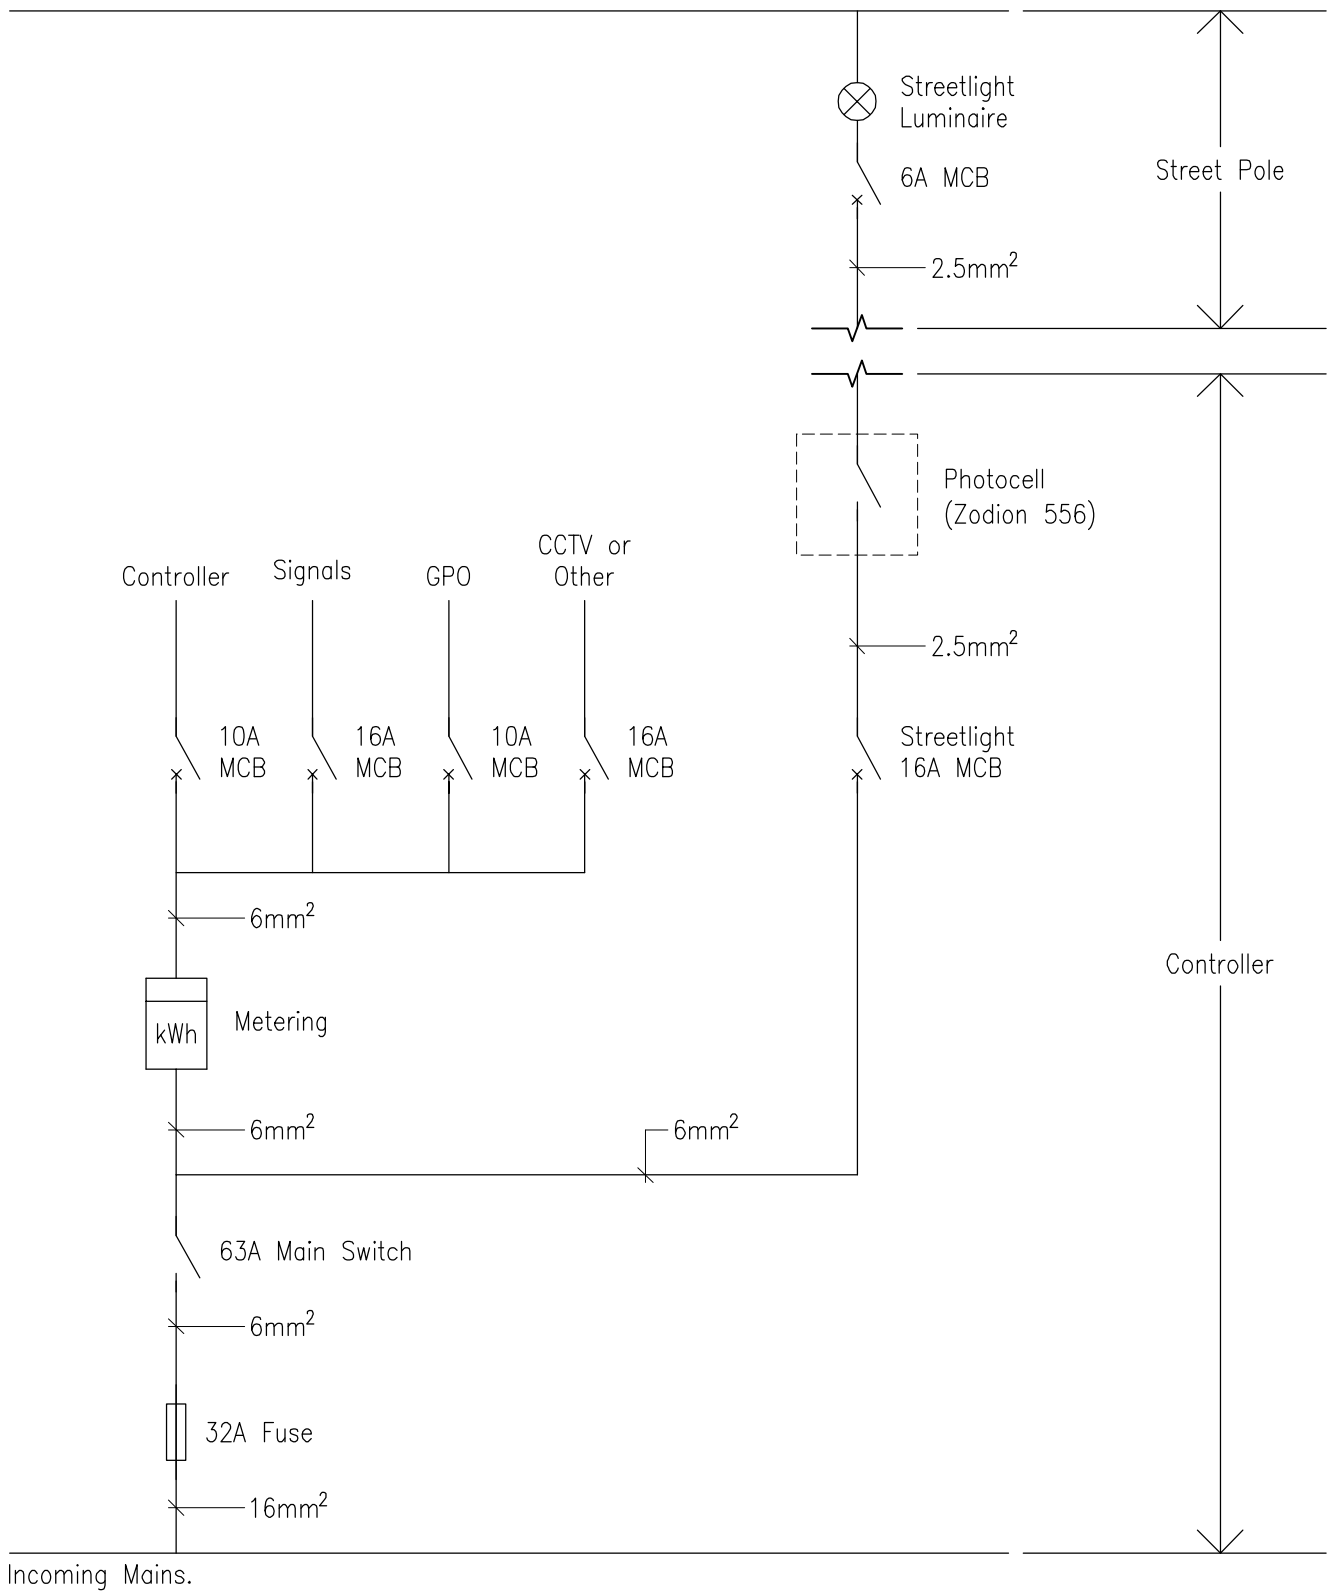 Streetlight
Luminaire
6A MCB
Street Pole
2.5mm²
Photocell
(Zodion 556)
CCTV or
Other
Controller
Signals
GPO
2.5mm²
10A
MCB
16A
MCB
10A
MCB
16A
MCB
Streetlight
16A MCB
6mm²
Controller
kWh
Metering
6mm²
6mm²
63A Main Switch
6mm²
32A Fuse
16mm²
Incoming Mains.